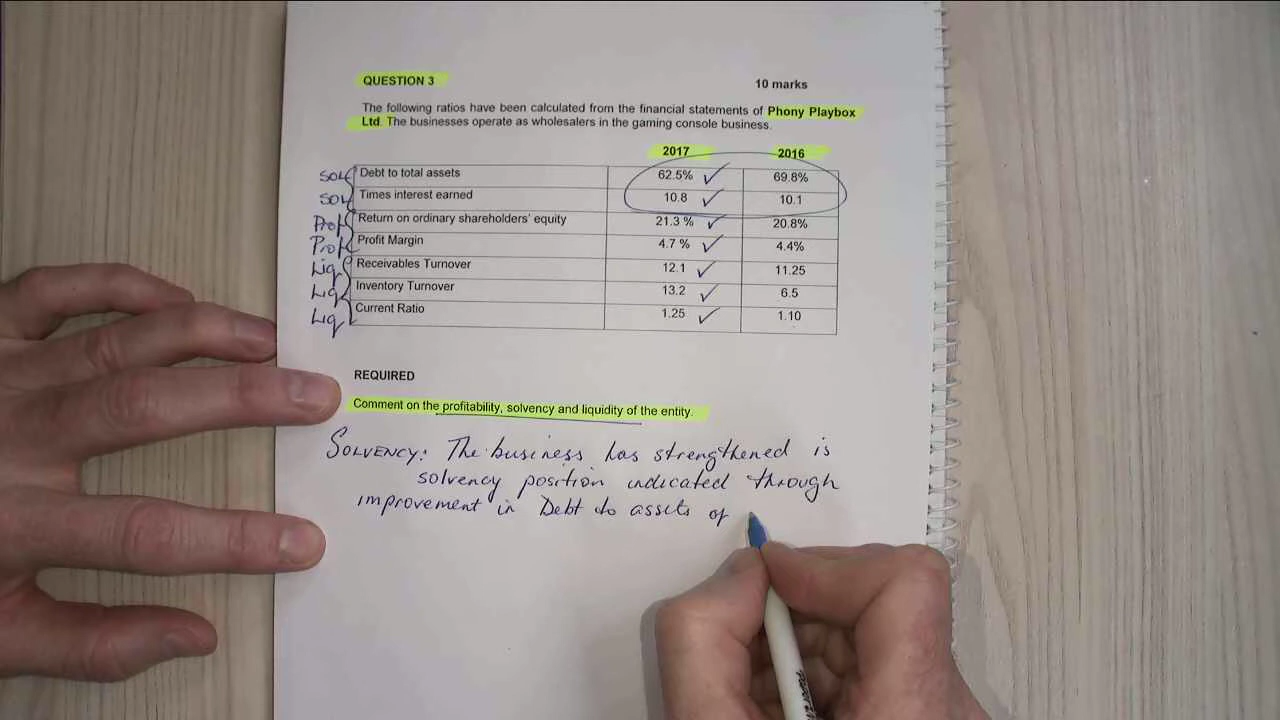 QUESTION 3 10 marks
The following ratios have been calculated from the financial statements of Phony Playbox
Ltd. The businesses operate as wholesalers in the gaming console business.
2017 2016
Solv Debt to total assets 62.5% ✓ 69.8%
Solv Times interest earned 10.8 ✓ 10.1
Prof Return on ordinary shareholders' equity 21.3 % ✓ 20.8%
Prof Profit Margin 4.7 % ✓ 4.4%
Liq Receivables Turnover 12.1 ✓ 11.25
Liq Inventory Turnover 13.2 ✓ 6.5
Liq Current Ratio 1.25 ✓ 1.10
REQUIRED
Comment on the profitability, solvency and liquidity of the entity.
SOLVENCY: The business has strengthened is
solvency position indicated through
improvement in Debt to assets of